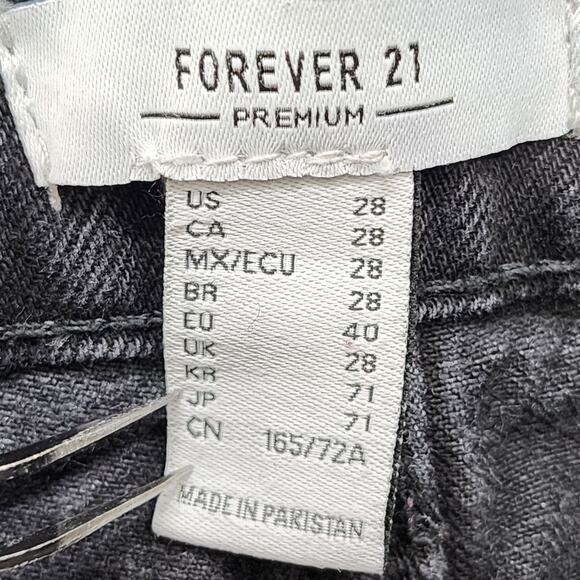 FOREVER 21
PREMIUM
US 28
CA 28
MX/ECU 28
BR 28
EU 40
UK 28
KR 71
JP 71
CN 165/72A
MADE IN PAKISTAN